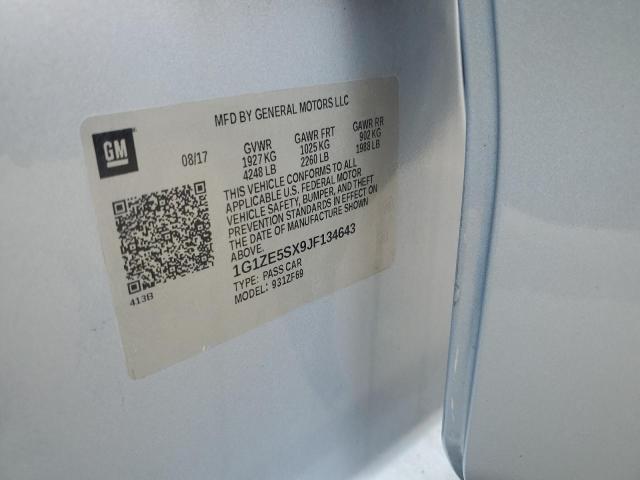 MFD BY GENERAL MOTORS LLC
GM
08/17
GVWR GAWR FRT GAWR RR
1927 KG 1025 KG 902 KG
4248 LB 2260 LB 1988 LB
THIS VEHICLE CONFORMS TO ALL
APPLICABLE U.S. FEDERAL MOTOR
VEHICLE SAFETY, BUMPER, AND THEFT
PREVENTION STANDARDS IN EFFECT ON
THE DATE OF MANUFACTURE SHOWN
ABOVE.
1G1ZE5SX9JF134643
TYPE: PASS CAR
MODEL: 931ZF69
413B